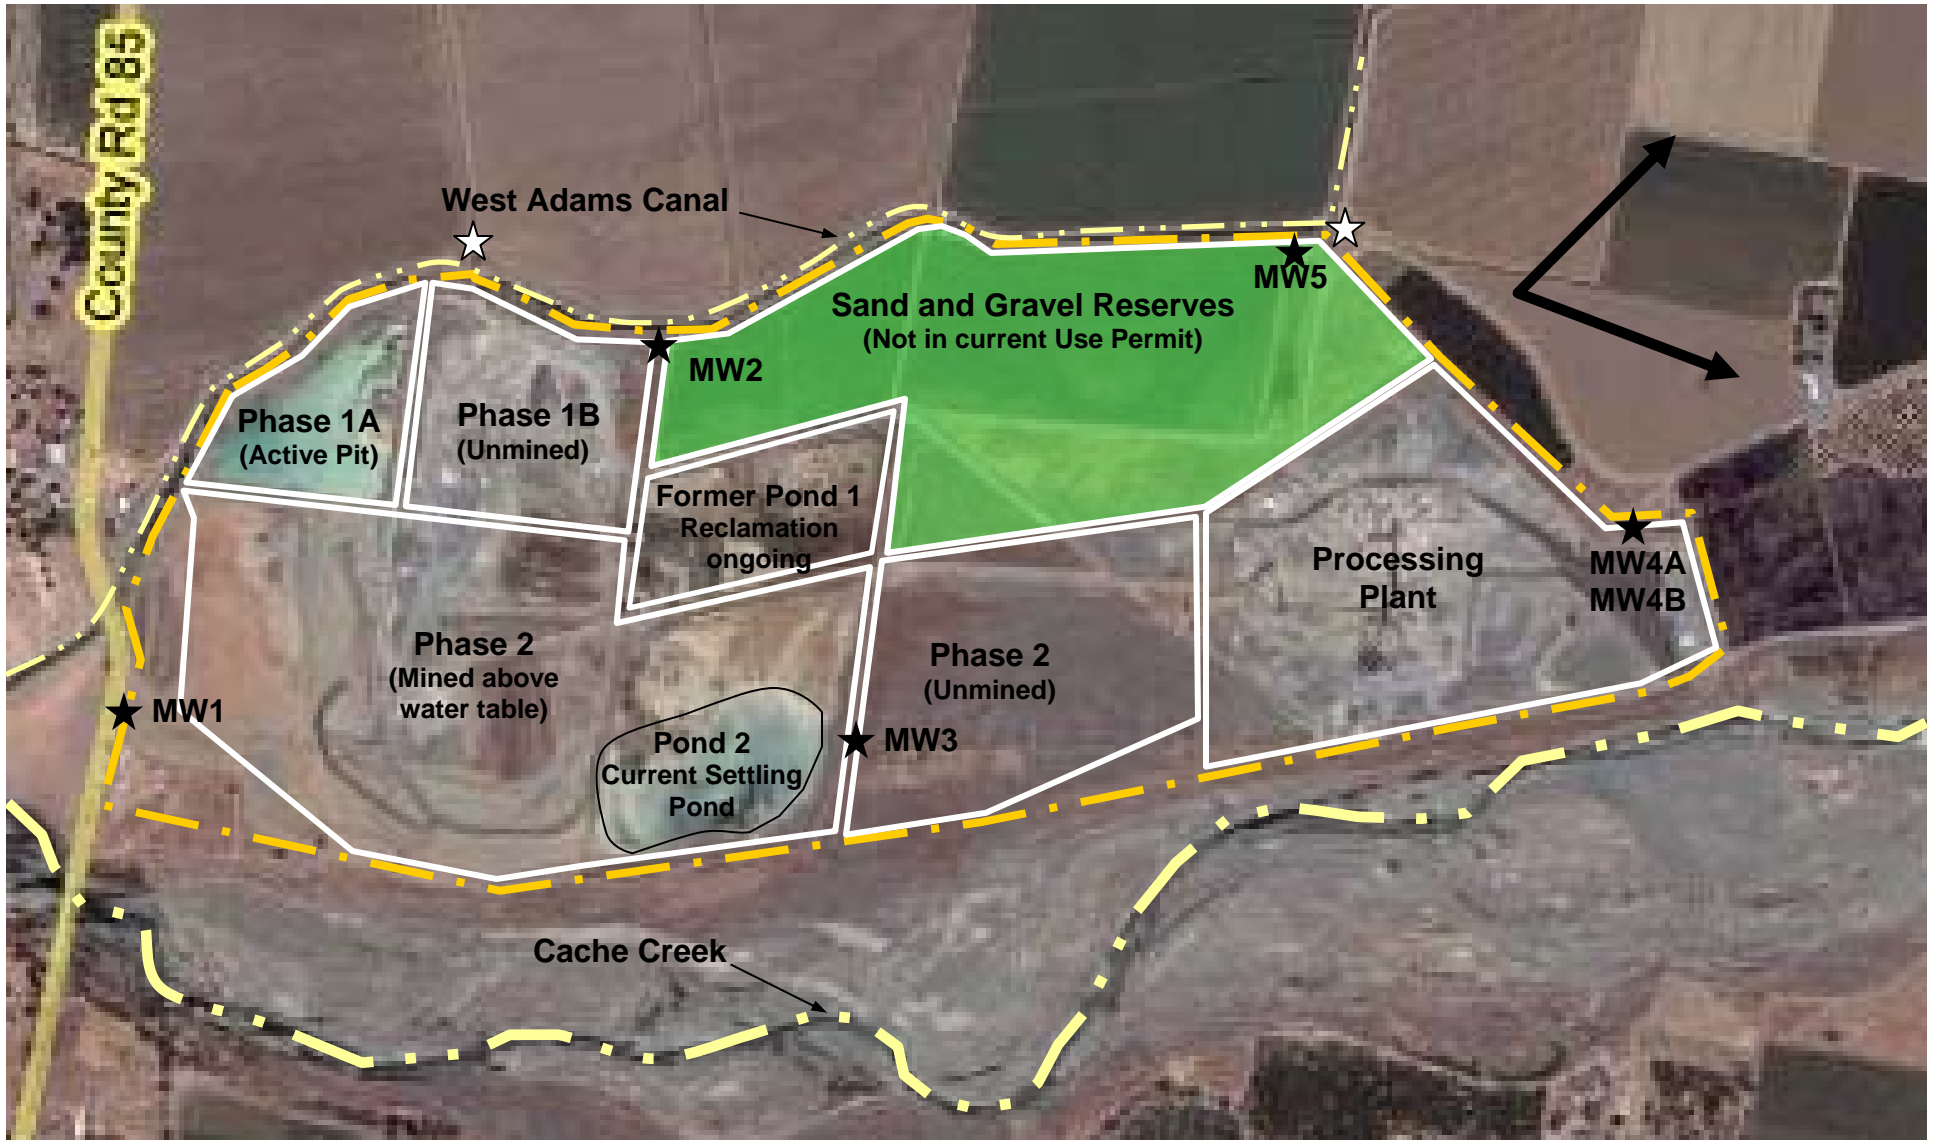 County Rd 85
West Adams Canal
MW5
Sand and Gravel Reserves
(Not in current Use Permit)
MW2
Phase 1A
(Active Pit)
Phase 1B
(Unmined)
Former Pond 1
Reclamation
ongoing
Processing
Plant
MW4A
MW4B
Phase 2
(Mined above
water table)
Phase 2
(Unmined)
MW1
Pond 2
Current Settling
Pond
MW3
Cache Creek